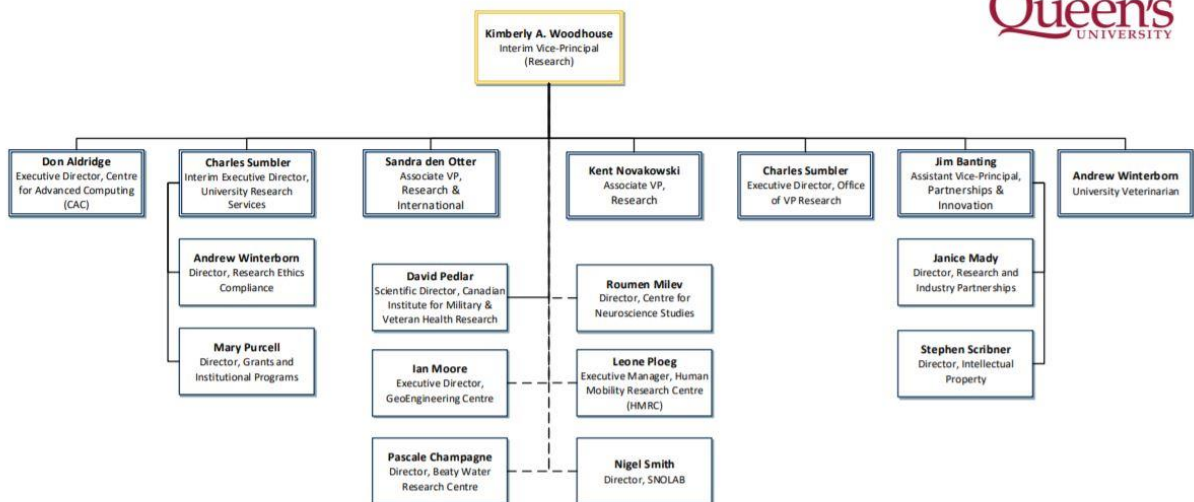 Queen's
UNIVERSITY
Kimberly A. Woodhouse
Interim Vice-Principal
(Research)
Don Aldridge
Executive Director, Centre
for Advanced Computing
(CAC)
Charles Sumbler
Interim Executive Director,
University Research
Services
Sandra den Otter
Associate VP,
Research &
International
Kent Novakowski
Associate VP,
Research
Charles Sumbler
Executive Director, Office
of VP Research
Jim Banting
Assistant Vice-Principal,
Partnerships &
Innovation
Andrew Winterborn
University Veterinarian
Andrew Winterborn
Director, Research Ethics
Compliance
David Pedlar
Scientific Director, Canadian
Institute for Military &
Veteran Health Research
Roumen Milev
Director, Centre for
Neuroscience Studies
Janice Mady
Director, Research and
Industry Partnerships
Mary Purcell
Director, Grants and
Institutional Programs
Ian Moore
Executive Director,
GeoEngineering Centre
Leone Ploeg
Executive Manager, Human
Mobility Research Centre
(HMRC)
Stephen Scribner
Director, Intellectual
Property
Pascale Champagne
Director, Beaty Water
Research Centre
Nigel Smith
Director, SNOLAB